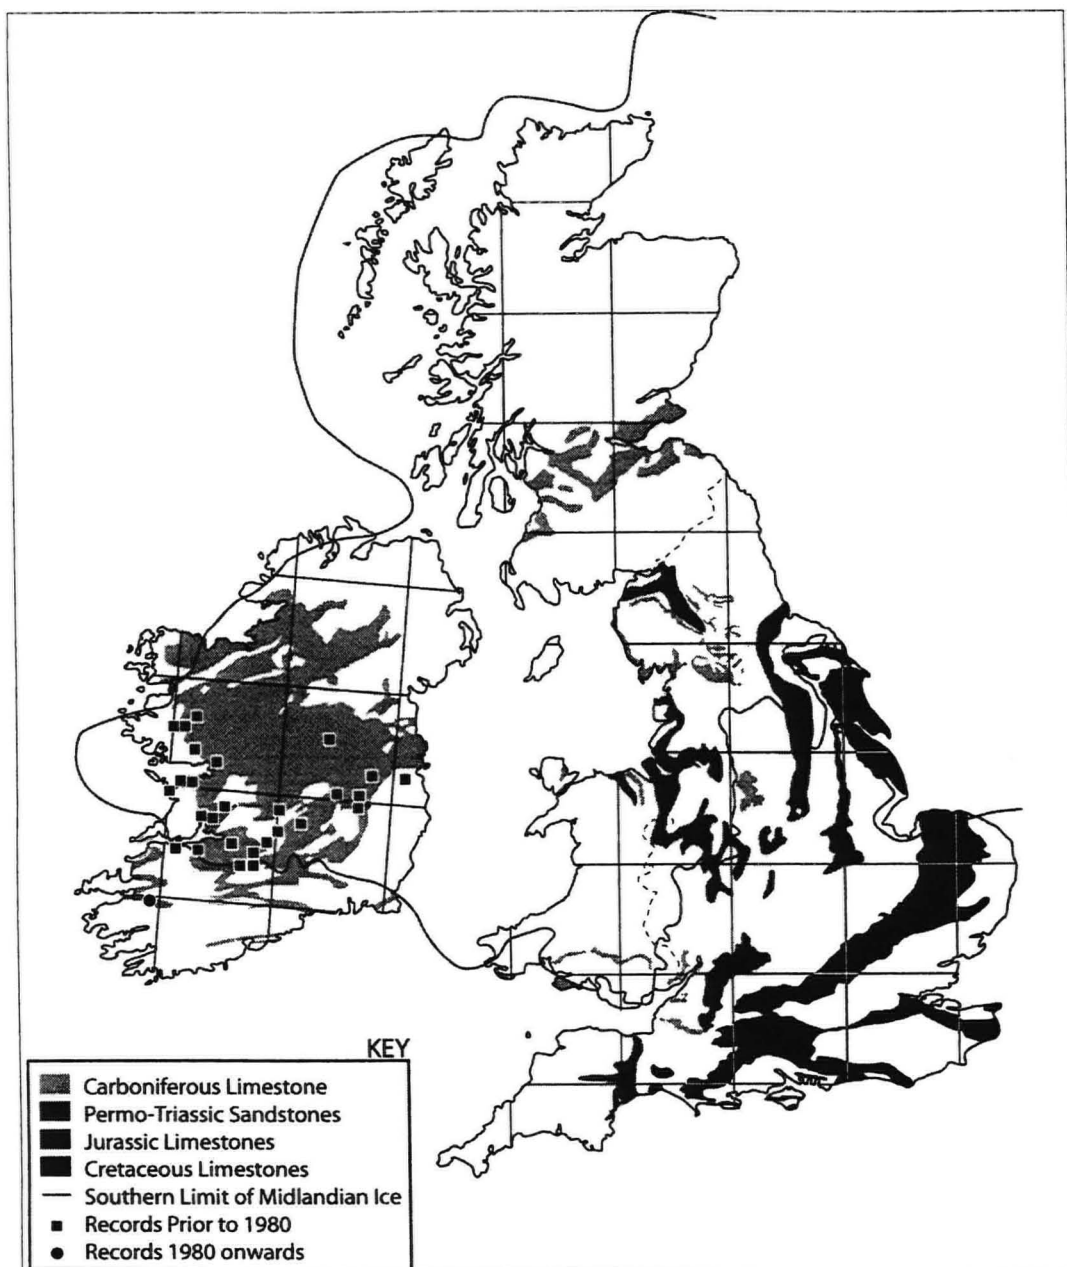 KEY
Carboniferous Limestone
Permo-Triassic Sandstones
Jurassic Limestones
Cretaceous Limestones
Southern Limit of Midlandian Ice
Records Prior to 1980
Records 1980 onwards